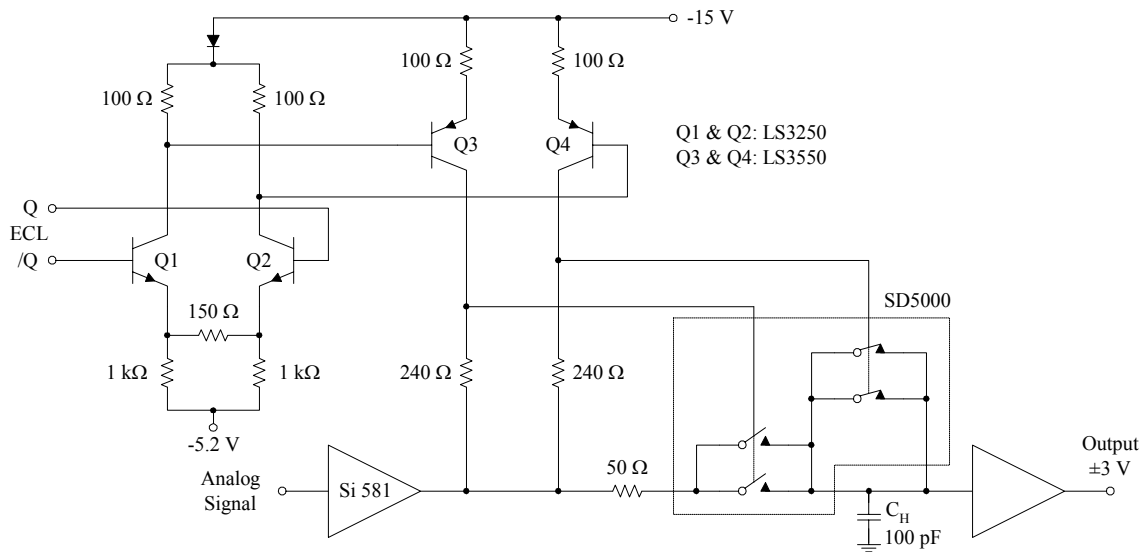 -15 V
100 Ω
100 Ω
100 Ω
100 Ω
Q3
Q4
Q1 & Q2: LS3250
Q3 & Q4: LS3550
Q
ECL
/Q
Q1
Q2
SD5000
150 Ω
1 kΩ
1 kΩ
240 Ω
240 Ω
-5.2 V
Analog
Signal
Si 581
50 Ω
Output
±3 V
CH
100 pF